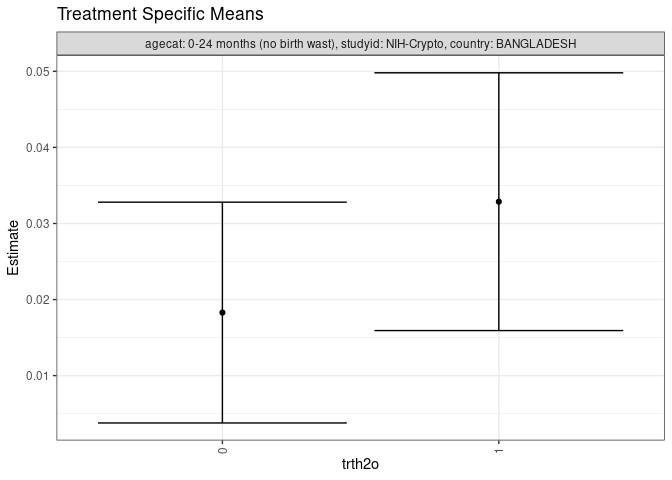 Treatment Specific Means
agecat: 0-24 months (no birth wast), studyid: NIH-Crypto, country: BANGLADESH
0.05
0.04
0.03
0.02
0.01
Estimate
0
1
trth2o